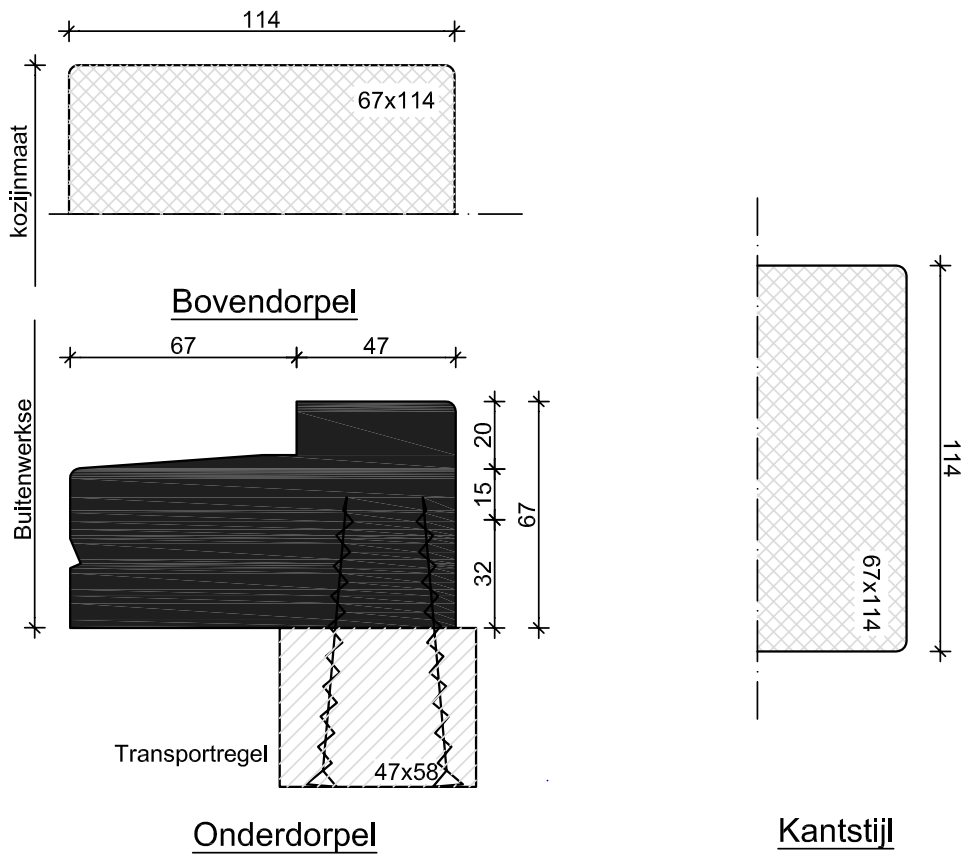 114
67x114
kozijnmaat
Bovendorpel
67
47
Buitenwerkse
20
15
67
32
Transportregel
47x58
Onderdorpel
114
67x114
Kantstijl